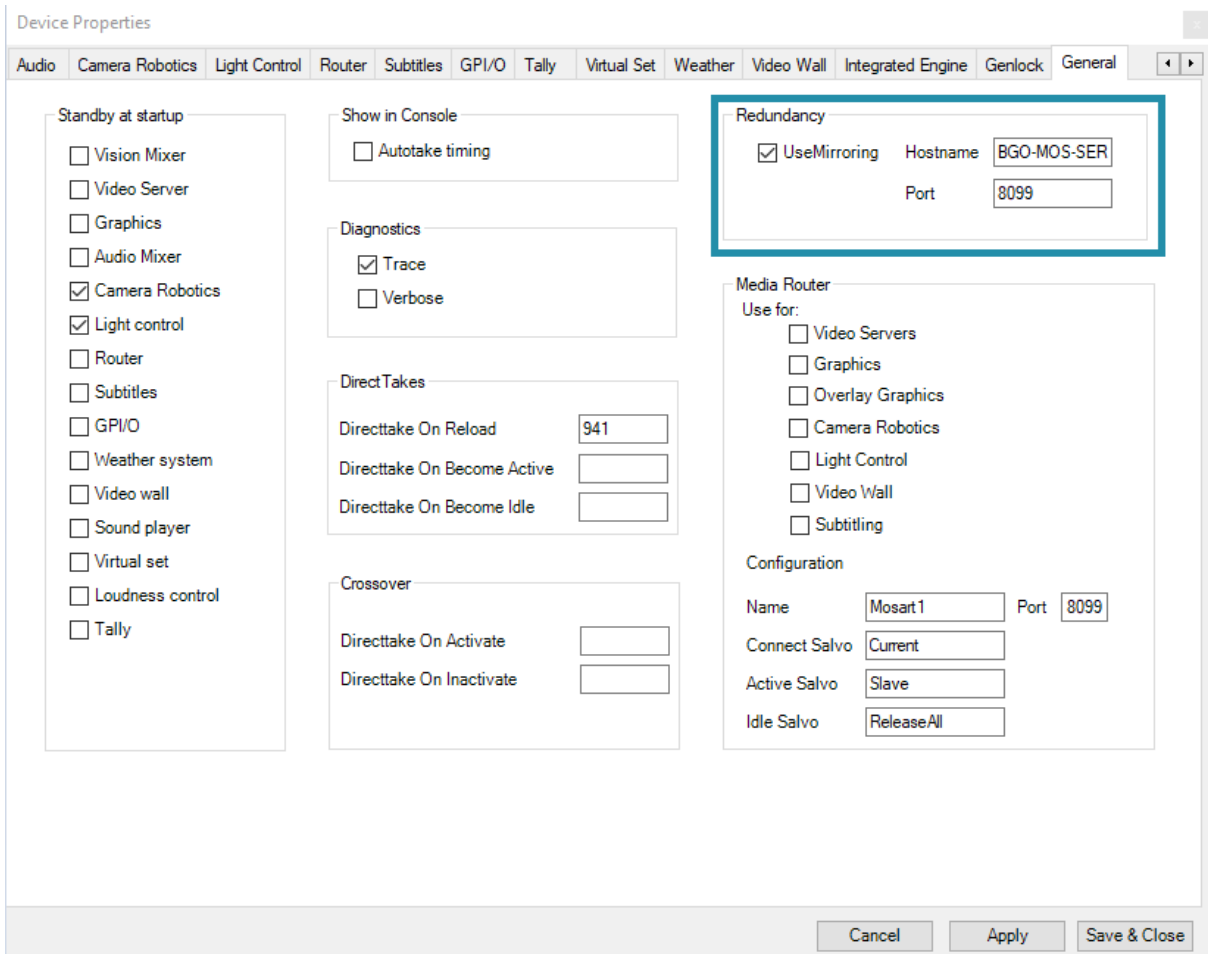 Device Properties
x
Audio Camera Robotics Light Control Router Subtitles GPI/O Tally Virtual Set Weather Video Wall Integrated Engine Genlock General
Standby at startup
Vision Mixer
Video Server
Graphics
Audio Mixer
Camera Robotics
Light control
Router
Subtitles
GPI/O
Weather system
Video wall
Sound player
Virtual set
Loudness control
Tally
Show in Console
Autotake timing
Diagnostics
Trace
Verbose
DirectTakes
Directtake On Reload 941
Directtake On Become Active
Directtake On Become Idle
Crossover
Directtake On Activate
Directtake On Inactivate
Redundancy
UseMirroring Hostname BGO-MOS-SER
Port 8099
Media Router
Use for:
Video Servers
Graphics
Overlay Graphics
Camera Robotics
Light Control
Video Wall
Subtitling
Configuration
Name Mosart1 Port 8099
Connect Salvo Current
Active Salvo Slave
Idle Salvo ReleaseAll
Cancel Apply Save & Close